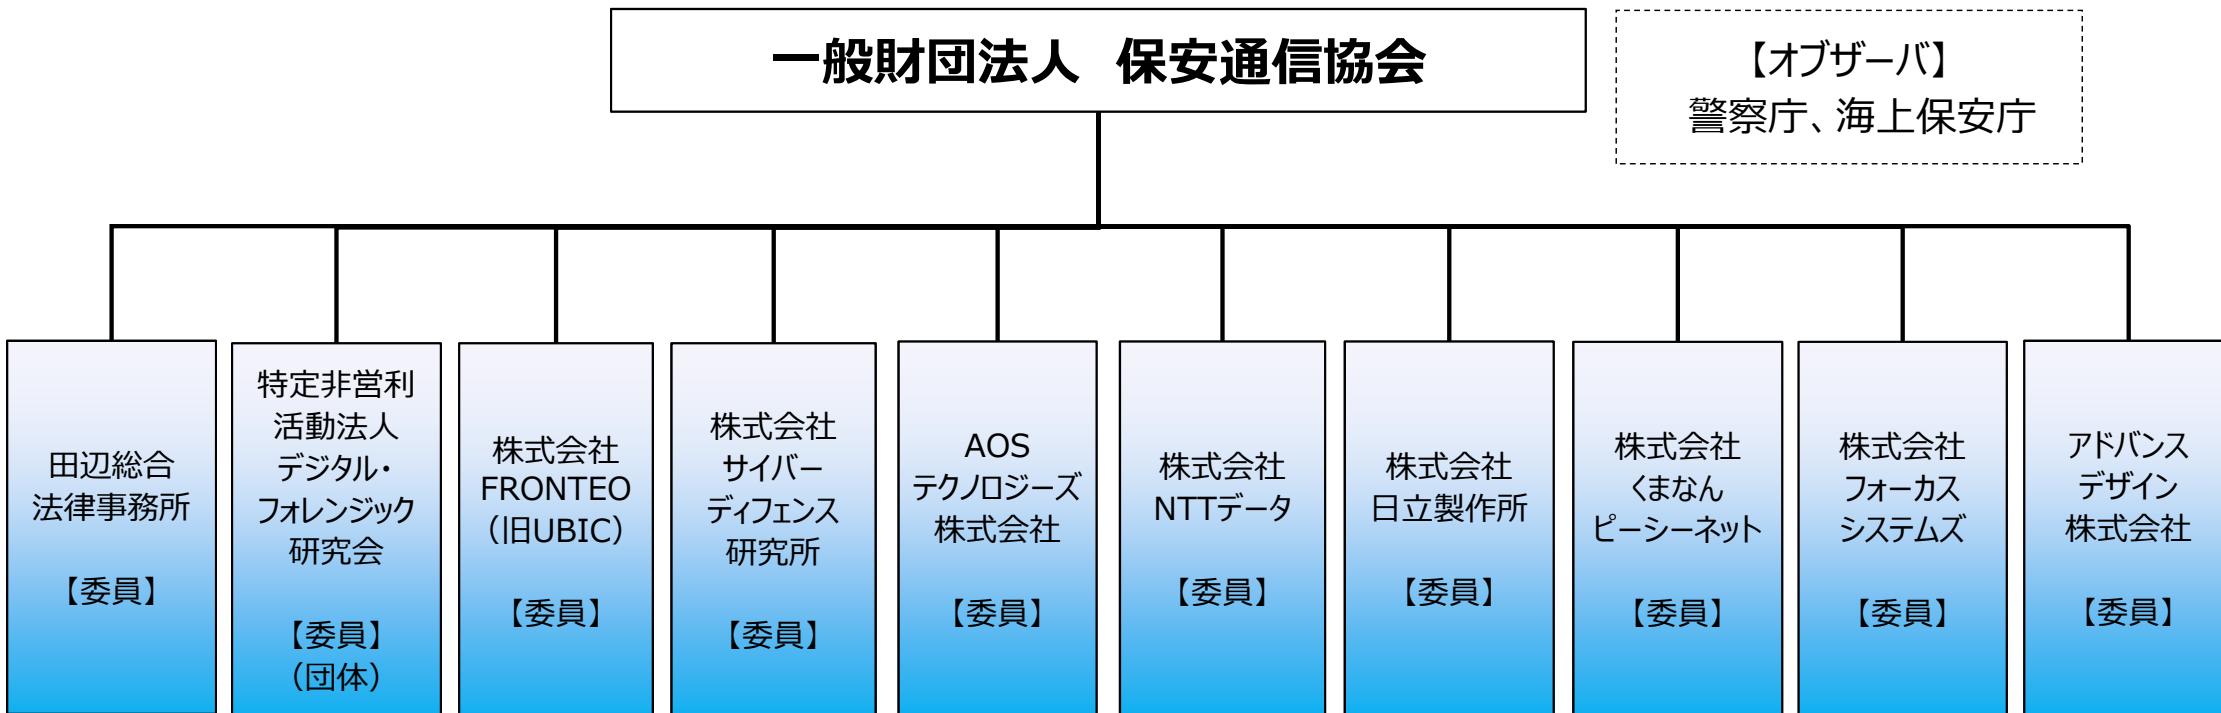 一般財団法人　保安通信協会
【オブザーバ】
警察庁、海上保安庁
田辺総合
法律事務所
【委員】
特定非営利
活動法人
デジタル・
フォレンジック
研究会
【委員】
（団体）
株式会社
FRONTEO
（旧UBIC）
【委員】
株式会社
サイバー
ディフェンス
研究所
【委員】
AOS
テクノロジーズ
株式会社
【委員】
株式会社
NTTデータ
【委員】
株式会社
日立製作所
【委員】
株式会社
くまなん
ピーシーネット
【委員】
株式会社
フォーカス
システムズ
【委員】
アドバンス
デザイン
株式会社
【委員】